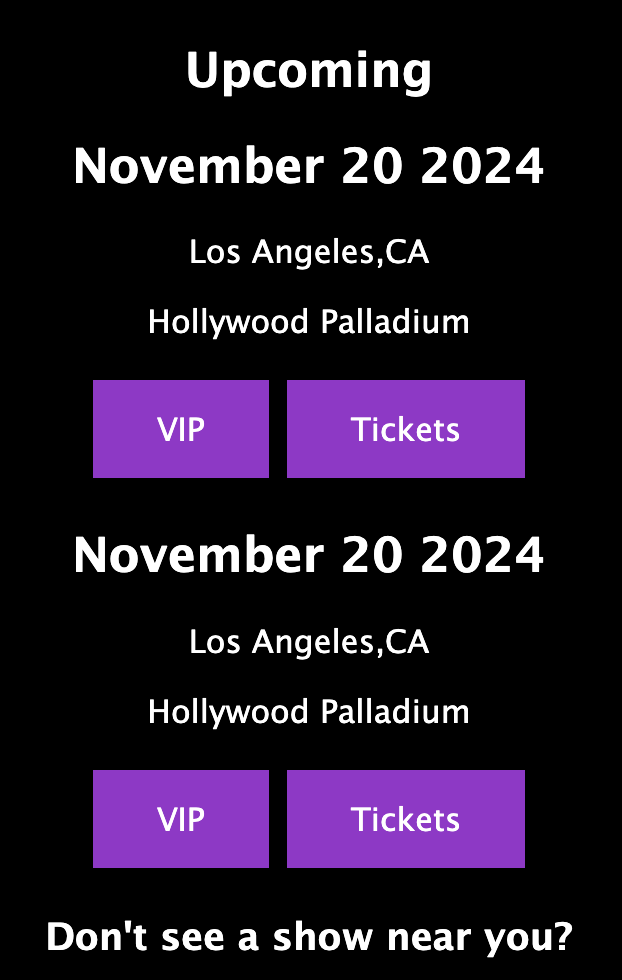 Upcoming
November 20 2024
Los Angeles,CA
Hollywood Palladium
VIP Tickets
November 20 2024
Los Angeles,CA
Hollywood Palladium
VIP Tickets
Don't see a show near you?